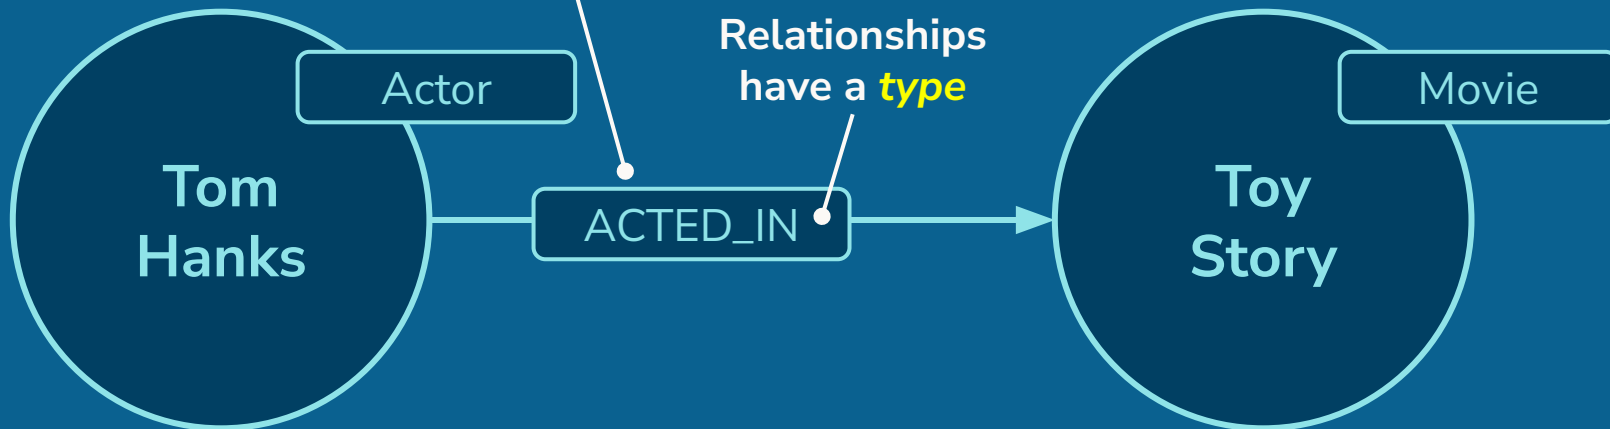 Relationships
have a type
Actor
Movie
Tom
Hanks
ACTED_IN
Toy
Story